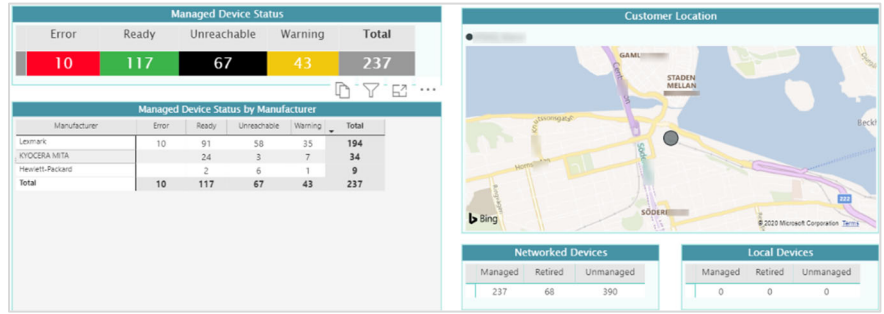 Managed Device Status
Error Ready Unreachable Warning Total
10 117 67 43 237
Managed Device Status by Manufacturer
Manufacturer Error Ready Unreachable Warning Total
Lexmark 10 91 58 35 194
KYOCERA MITA 24 3 7 34
Hewlett-Packard 2 6 1 9
Total 10 117 67 43 237
Customer Location
GAML
STADEN
MELLAN
Beck
SÖDER
222
Bing
© 2020 Microsoft Corporation Terms
Networked Devices
Managed Retired Unmanaged
237 68 390
Local Devices
Managed Retired Unmanaged
0 0 0